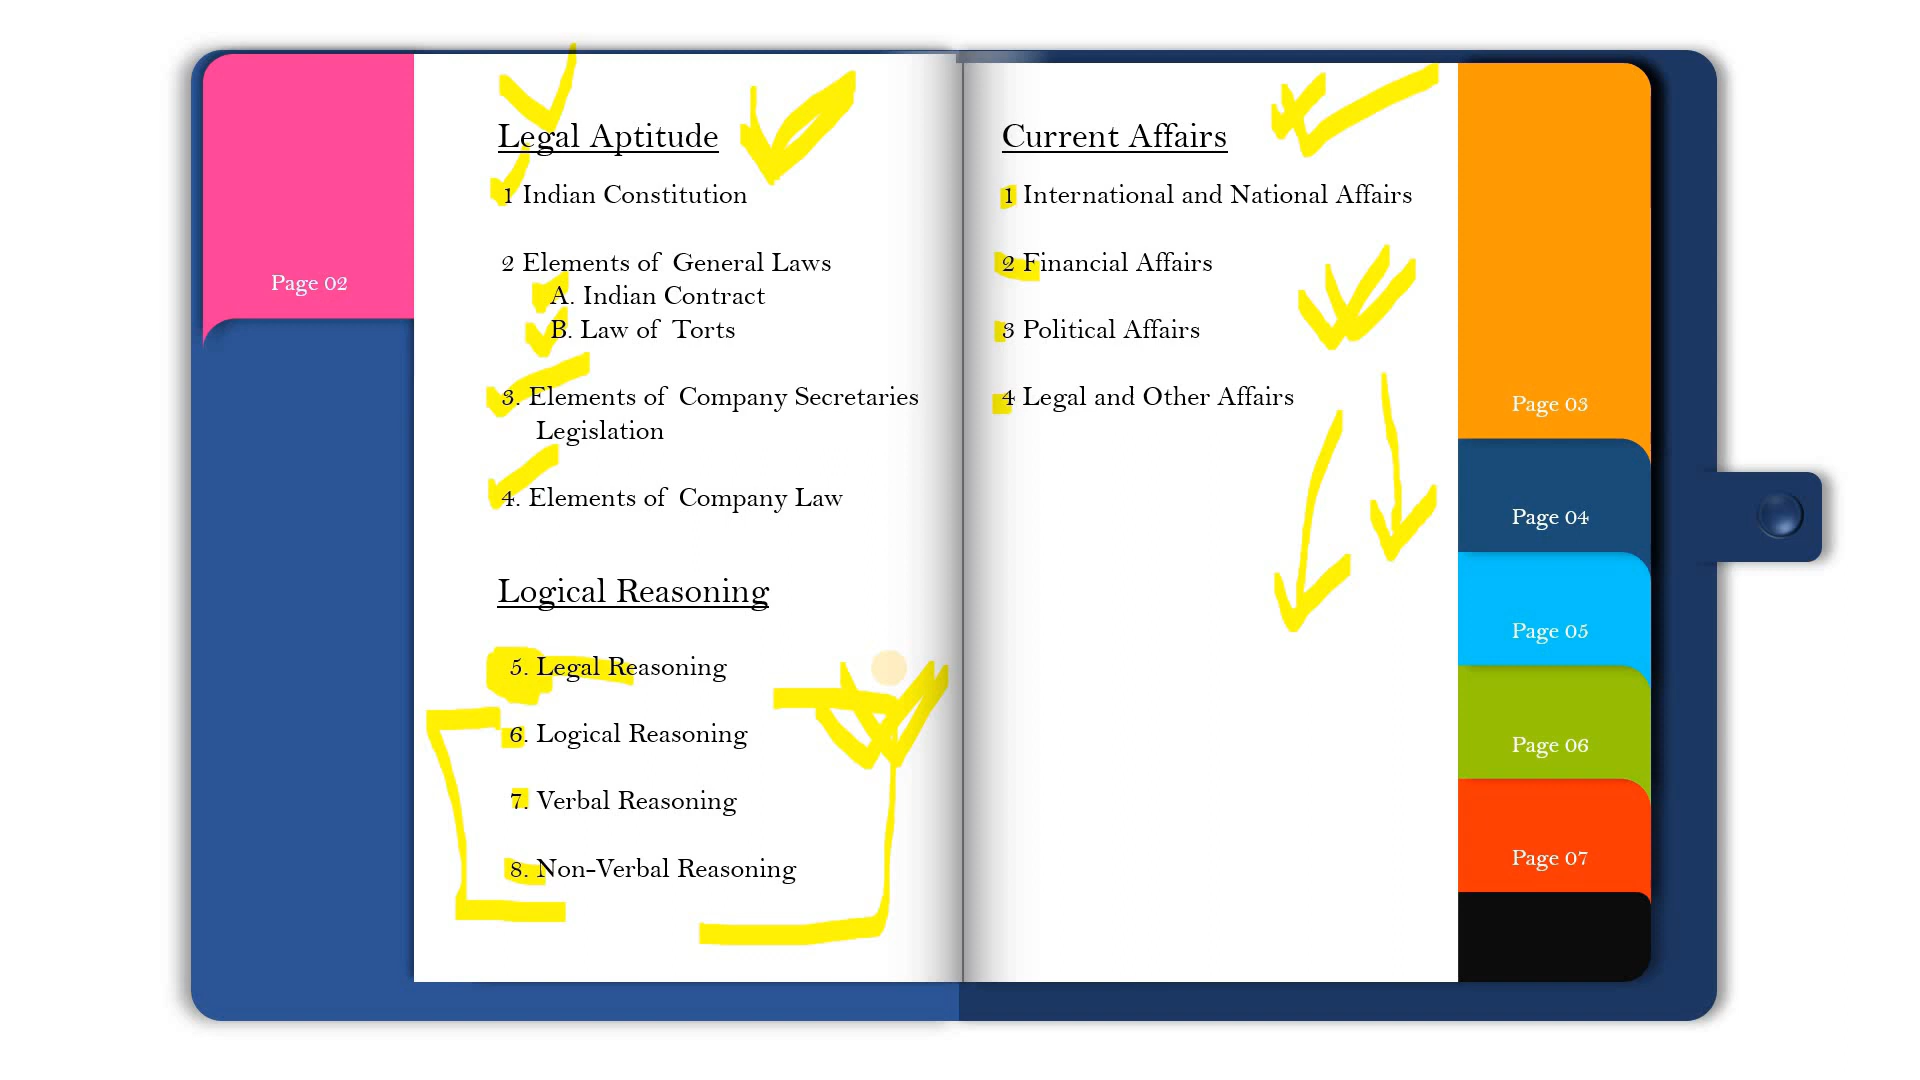 Page 02
Legal Aptitude
1 Indian Constitution
2 Elements of General Laws
A. Indian Contract
B. Law of Torts
3. Elements of Company Secretaries
Legislation
4. Elements of Company Law
Logical Reasoning
5. Legal Reasoning
6. Logical Reasoning
7. Verbal Reasoning
8. Non-Verbal Reasoning
Current Affairs
1 International and National Affairs
2 Financial Affairs
3 Political Affairs
4 Legal and Other Affairs
Page 03
Page 04
Page 05
Page 06
Page 07